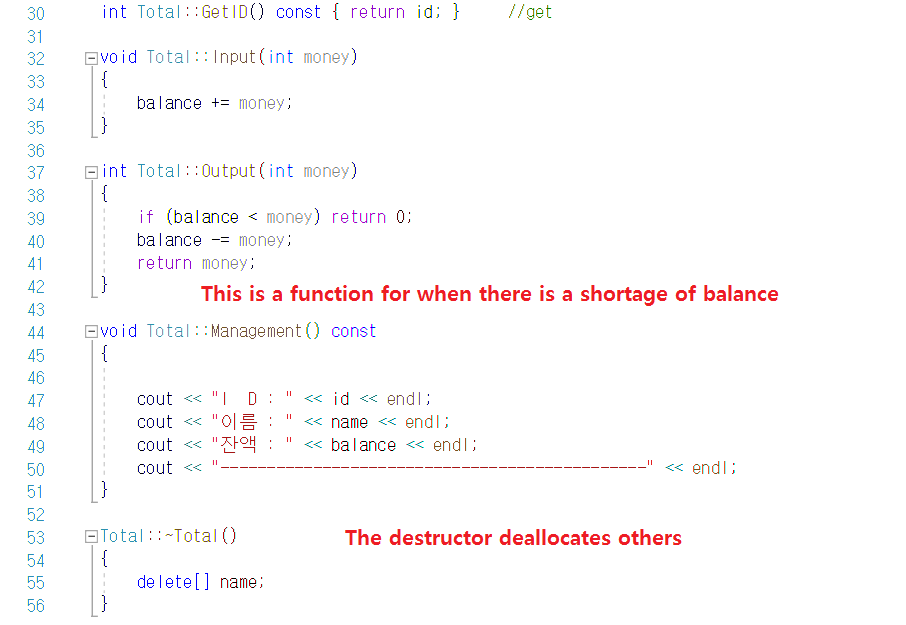 30 int Total::GetID() const { return id; } //get
31
32 void Total::Input(int money)
33 {
34 balance += money;
35 }
36
37 int Total::Output(int money)
38 {
39 if (balance < money) return 0;
40 balance -= money;
41 return money;
42 }
This is a function for when there is a shortage of balance
43
44 void Total::Management() const
45 {
46
47 cout << "I D : " << id << endl;
48 cout << "이름 : " << name << endl;
49 cout << "잔액 : " << balance << endl;
50 cout << "-----------------------------------------------" << endl;
51 }
52
53 Total::~Total() The destructor deallocates others
54 {
55 delete[] name;
56 }